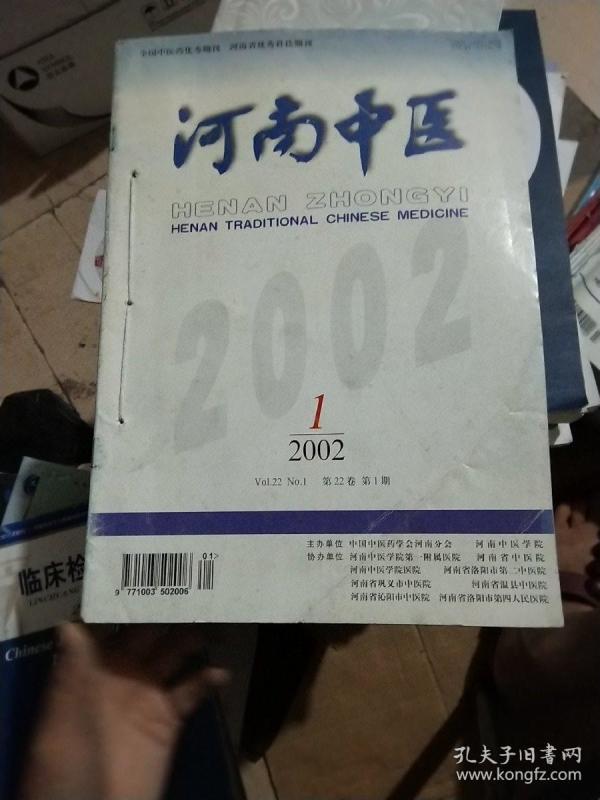 全国中医药优秀期刊 河南省优秀科技期刊
河南中医
HENAN ZHONGYI
HENAN TRADITIONAL CHINESE MEDICINE
2002
1
2002
Vol.22 No.1 第22卷 第1期
主办单位 中国中医药学会河南分会 河南中医学院
协办单位 河南中医学院第一附属医院 河南省中医院
河南中医学院医院 河南省洛阳市第二中医院
河南省巩义市中医院 河南省温县中医院
河南省沁阳市中医院 河南省洛阳市第四人民医院
01>
9 771003 502006
临床检
Chinese
孔夫子旧书网
www.kongfz.com